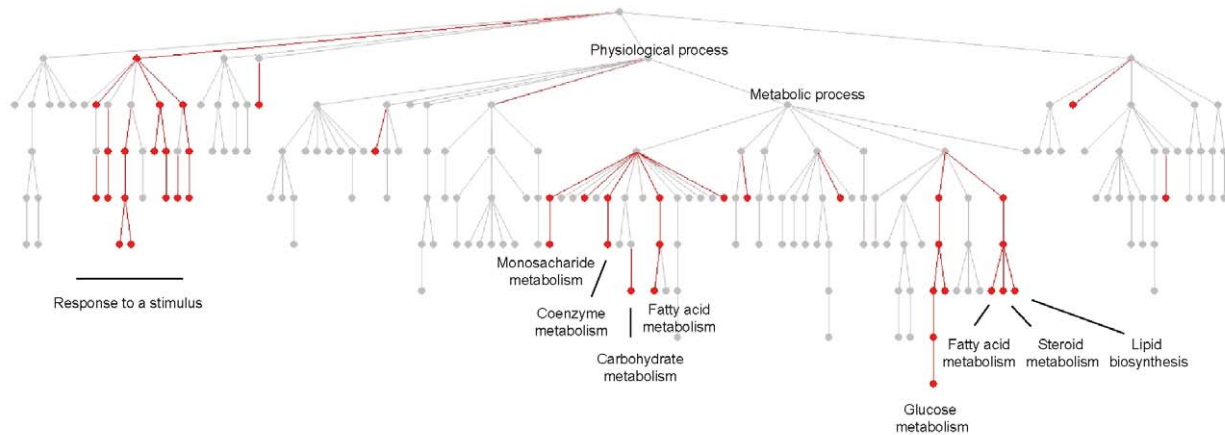 Physiological process
Metabolic process
Response to a stimulus
Monosacharide
metabolism
Coenzyme
metabolism
Carbohydrate
metabolism
Fatty acid
metabolism
Fatty acid
metabolism
Steroid
metabolism
Lipid
biosynthesis
Glucose
metabolism